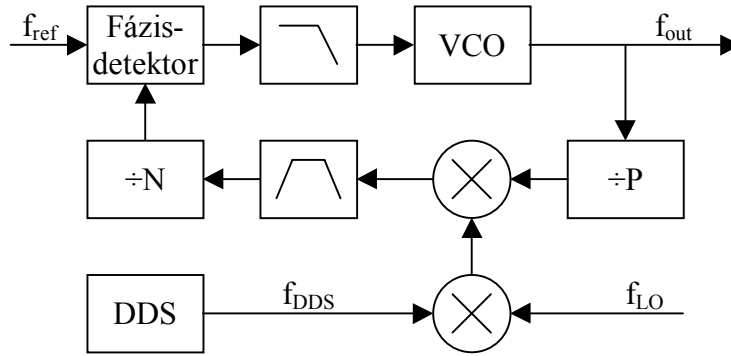 f_ref
Fázis-
detektor
VCO
f_out
÷N
÷P
DDS
f_DDS
f_LO